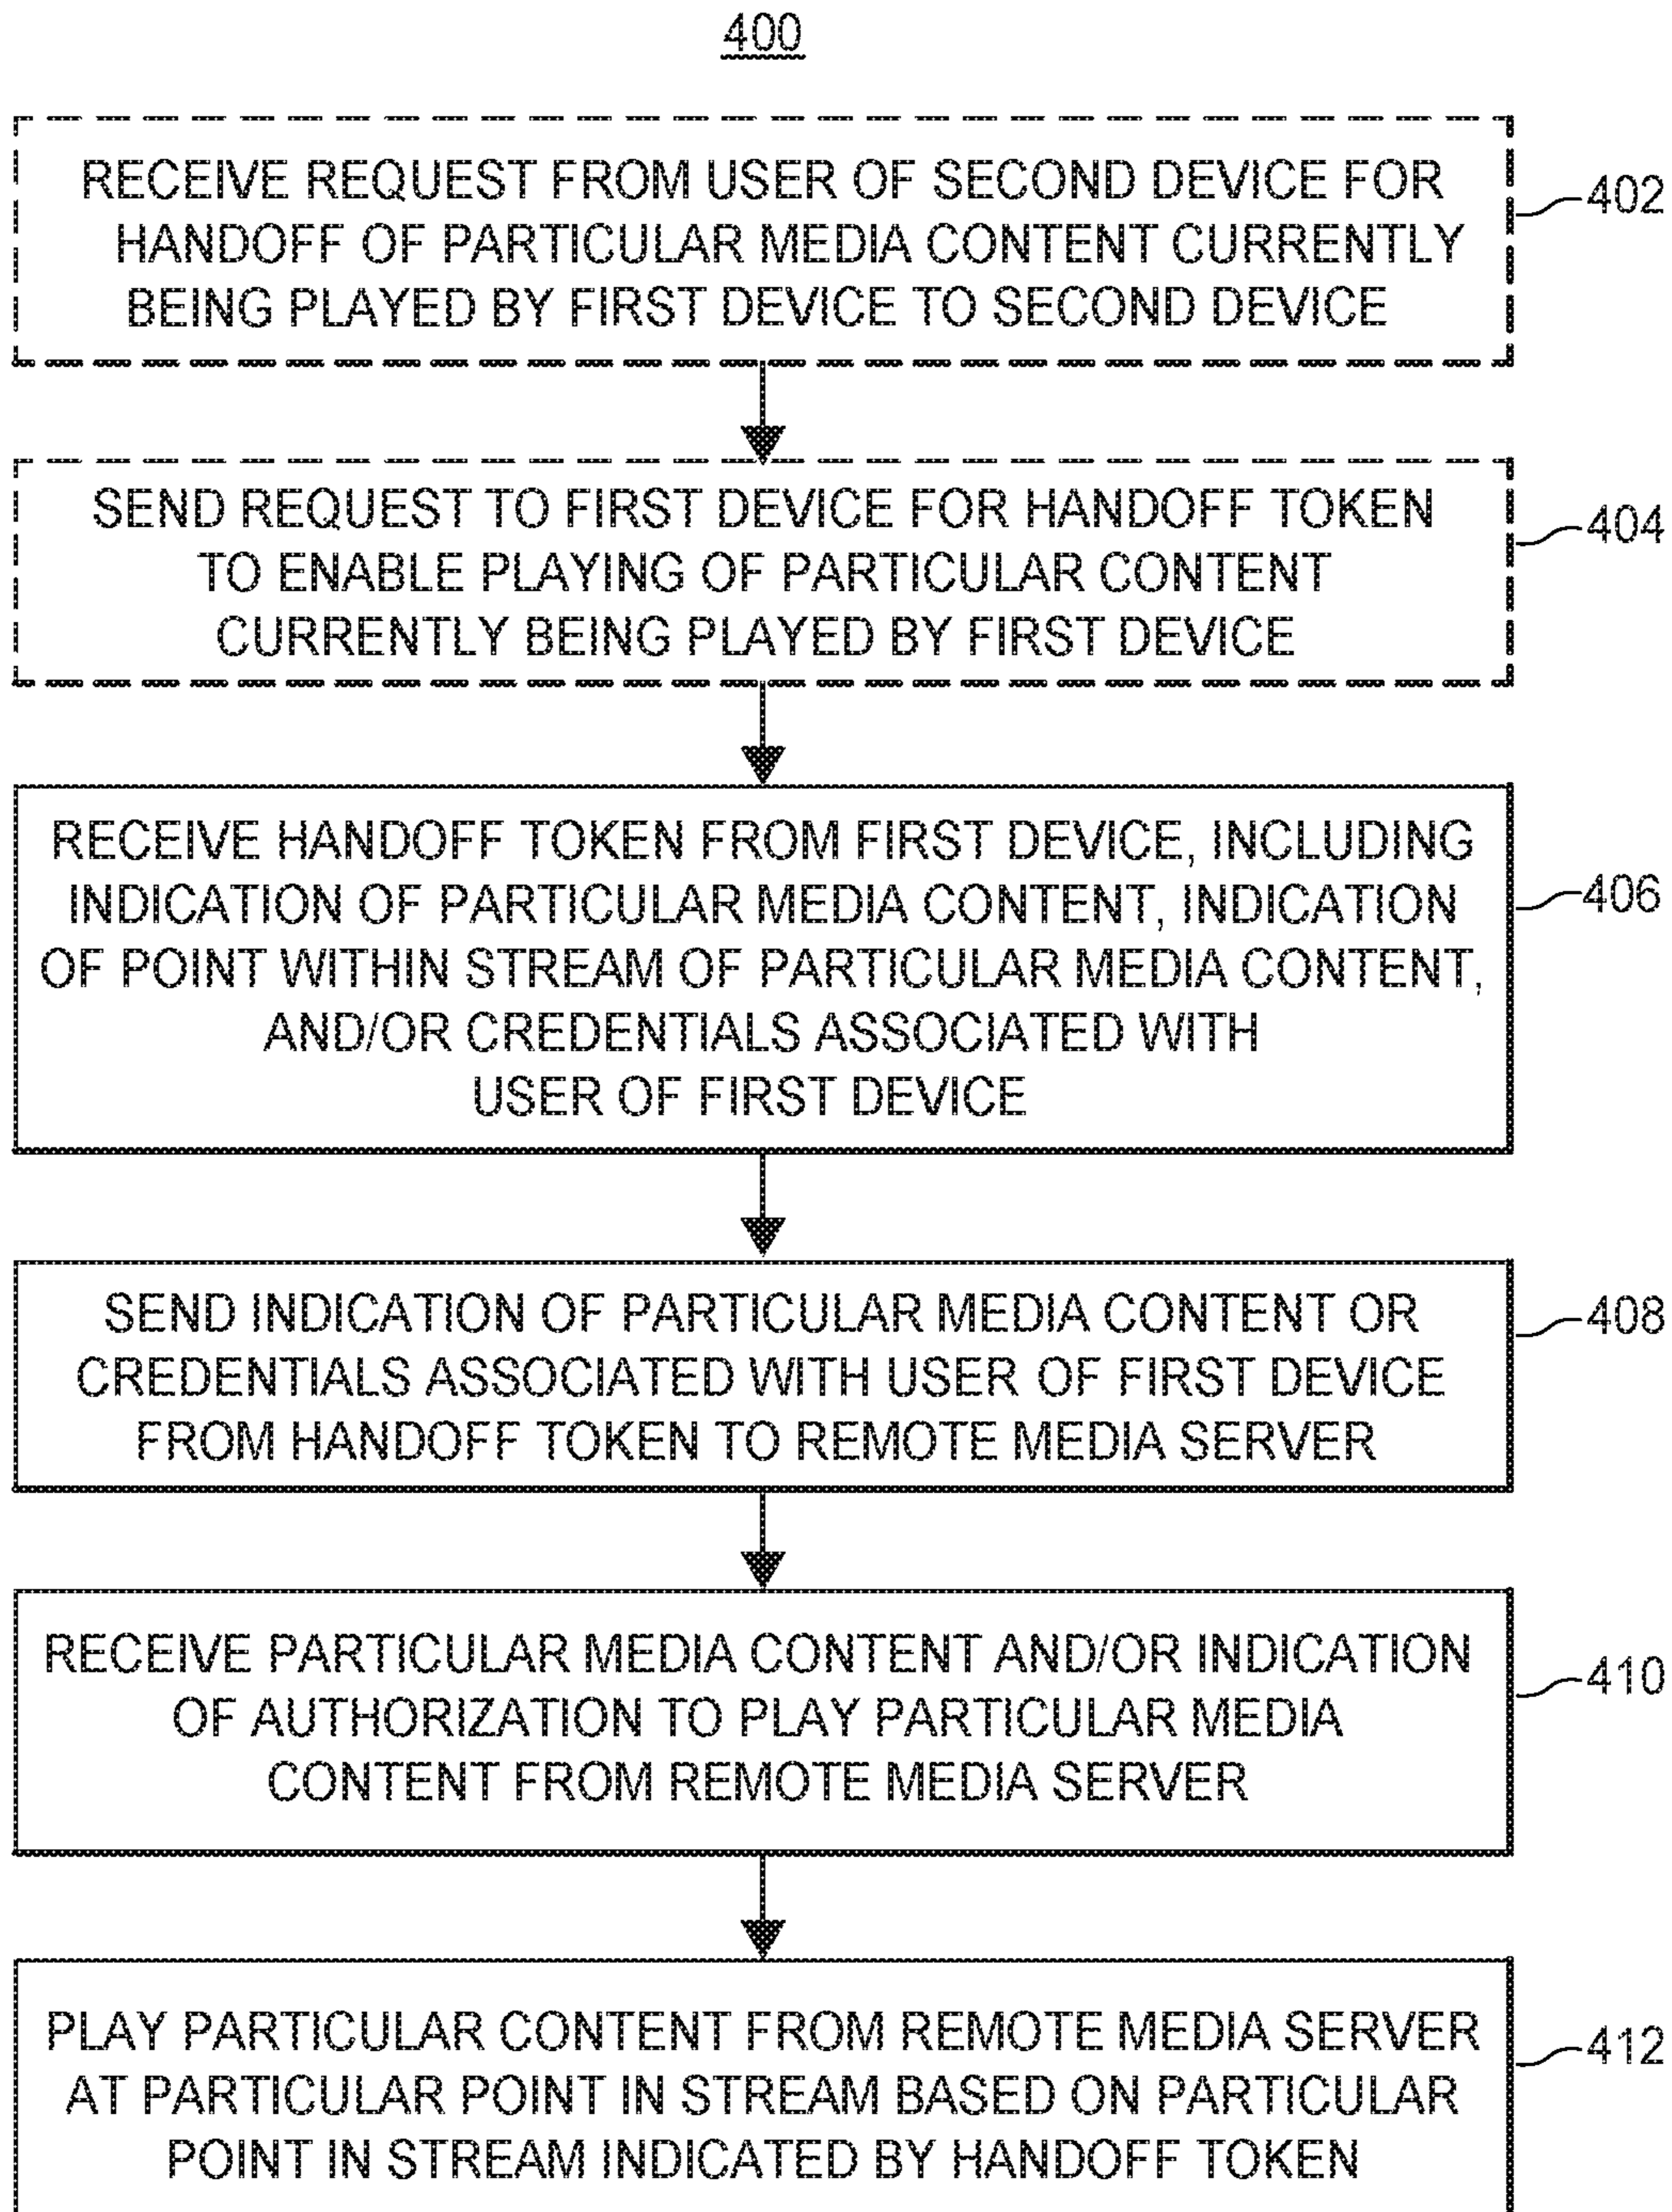 400
RECEIVE REQUEST FROM USER OF SECOND DEVICE FOR
HANDOFF OF PARTICULAR MEDIA CONTENT CURRENTLY
BEING PLAYED BY FIRST DEVICE TO SECOND DEVICE
402
SEND REQUEST TO FIRST DEVICE FOR HANDOFF TOKEN
TO ENABLE PLAYING OF PARTICULAR CONTENT
CURRENTLY BEING PLAYED BY FIRST DEVICE
404
RECEIVE HANDOFF TOKEN FROM FIRST DEVICE, INCLUDING
INDICATION OF PARTICULAR MEDIA CONTENT, INDICATION
OF POINT WITHIN STREAM OF PARTICULAR MEDIA CONTENT,
AND/OR CREDENTIALS ASSOCIATED WITH
USER OF FIRST DEVICE
406
SEND INDICATION OF PARTICULAR MEDIA CONTENT OR
CREDENTIALS ASSOCIATED WITH USER OF FIRST DEVICE
FROM HANDOFF TOKEN TO REMOTE MEDIA SERVER
408
RECEIVE PARTICULAR MEDIA CONTENT AND/OR INDICATION
OF AUTHORIZATION TO PLAY PARTICULAR MEDIA
CONTENT FROM REMOTE MEDIA SERVER
410
PLAY PARTICULAR CONTENT FROM REMOTE MEDIA SERVER
AT PARTICULAR POINT IN STREAM BASED ON PARTICULAR
POINT IN STREAM INDICATED BY HANDOFF TOKEN
412